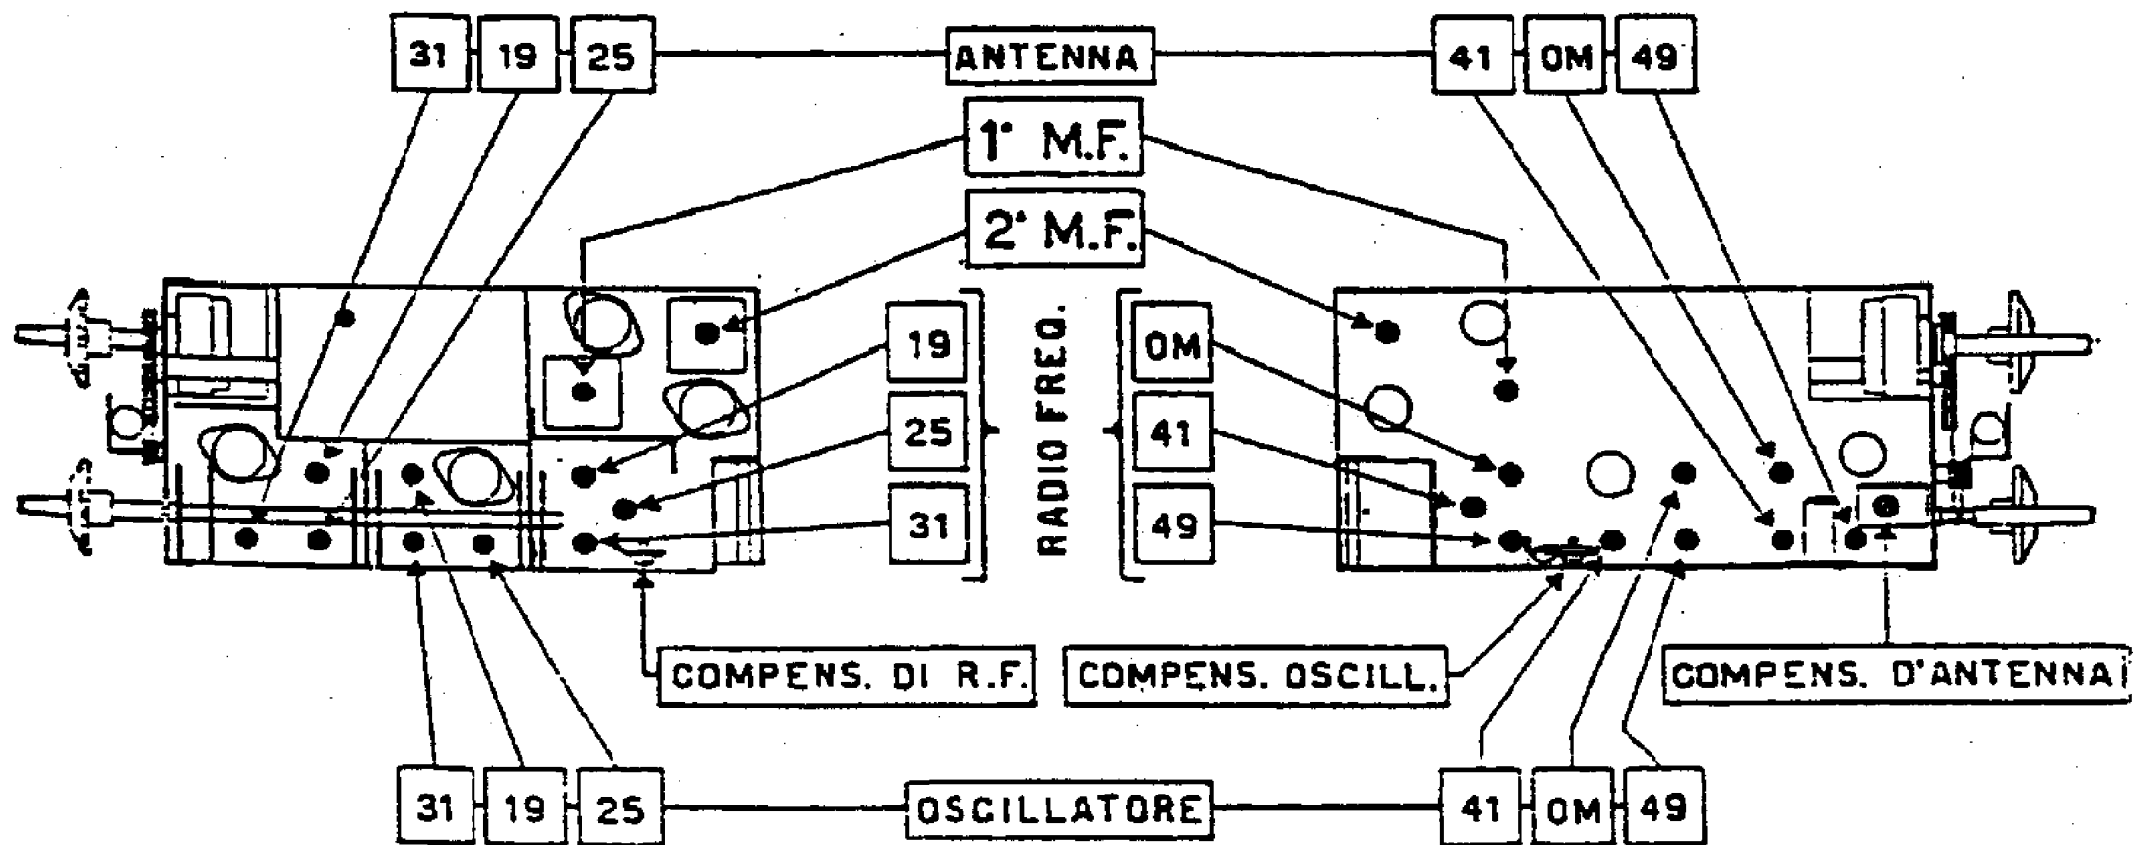 31 19 25 ANTENNA 41 OM 49
1° M.F.
2° M.F.
19
25
31
RADIO FREQ.
OM
41
49
COMPENS. DI R.F. COMPENS. OSCILL. COMPENS. D'ANTENNA
31 19 25 OSCILLATORE 41 OM 49